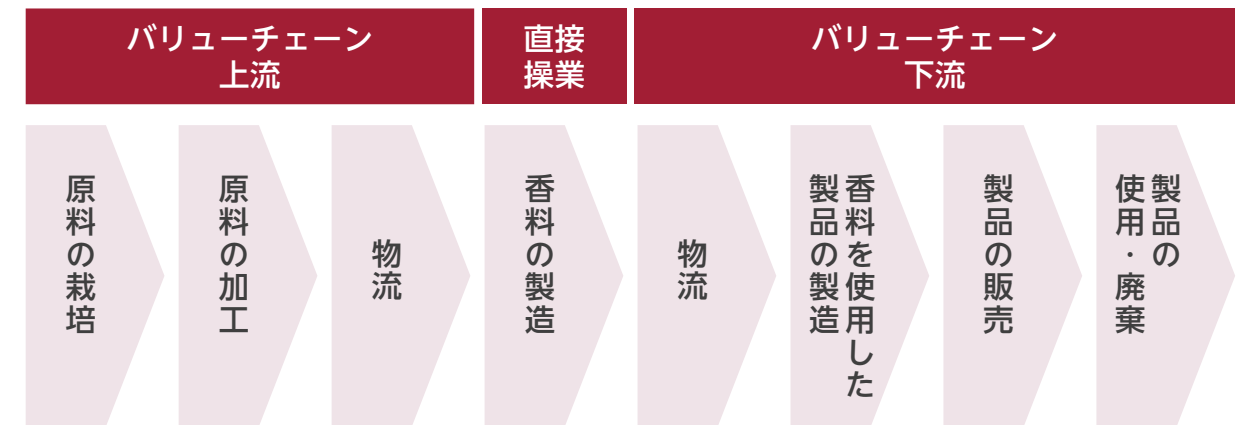 バリューチェーン
上流
直接
操業
バリューチェーン
下流
原料の栽培
原料の加工
物流
香料の製造
物流
香料を使用した
製品の製造
製品の販売
製品の
使用・廃棄